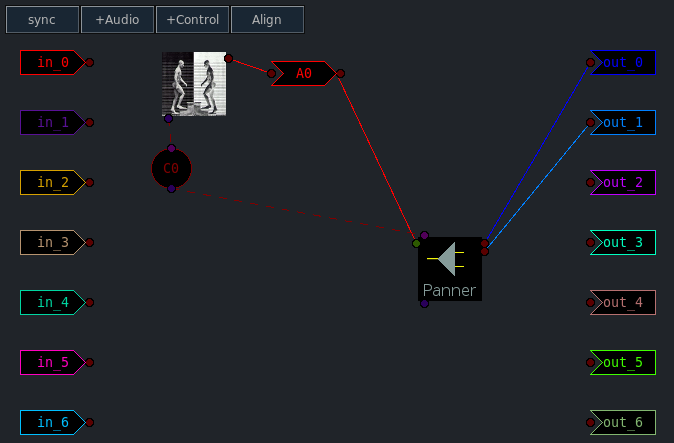 sync +Audio +Control Align
in_0 A0 out_0
in_1 out_1
C0
in_2 out_2
in_3 out_3
Panner
in_4 out_4
in_5 out_5
in_6 out_6